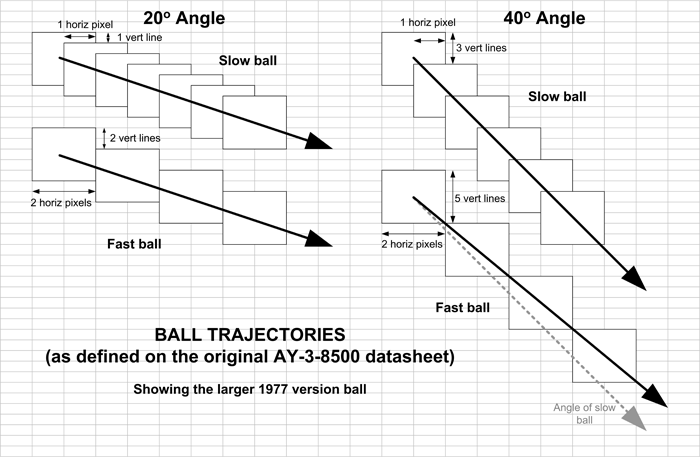 20o Angle
40o Angle
1 horiz pixel
1 vert line
Slow ball
2 vert lines
2 horiz pixels
Fast ball
1 horiz pixel
3 vert lines
Slow ball
5 vert lines
2 horiz pixels
Fast ball
BALL TRAJECTORIES
(as defined on the original AY-3-8500 datasheet)
Showing the larger 1977 version ball
Angle of slow
ball